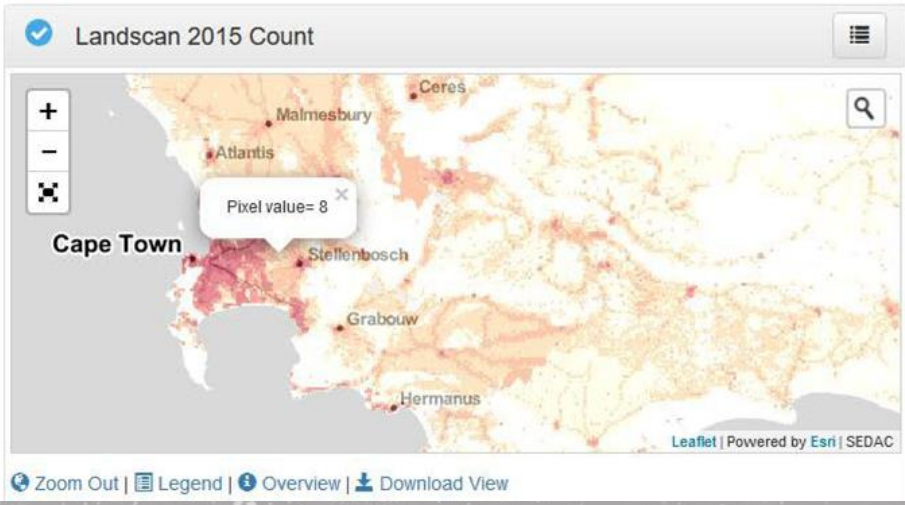 Landscan 2015 Count
+
−
Ceres
Malmesbury
Atlantis
Pixel value= 8 ×
Cape Town
Stellenbosch
Grabouw
Hermanus
Leaflet | Powered by Esri | SEDAC
Zoom Out | Legend | Overview | Download View